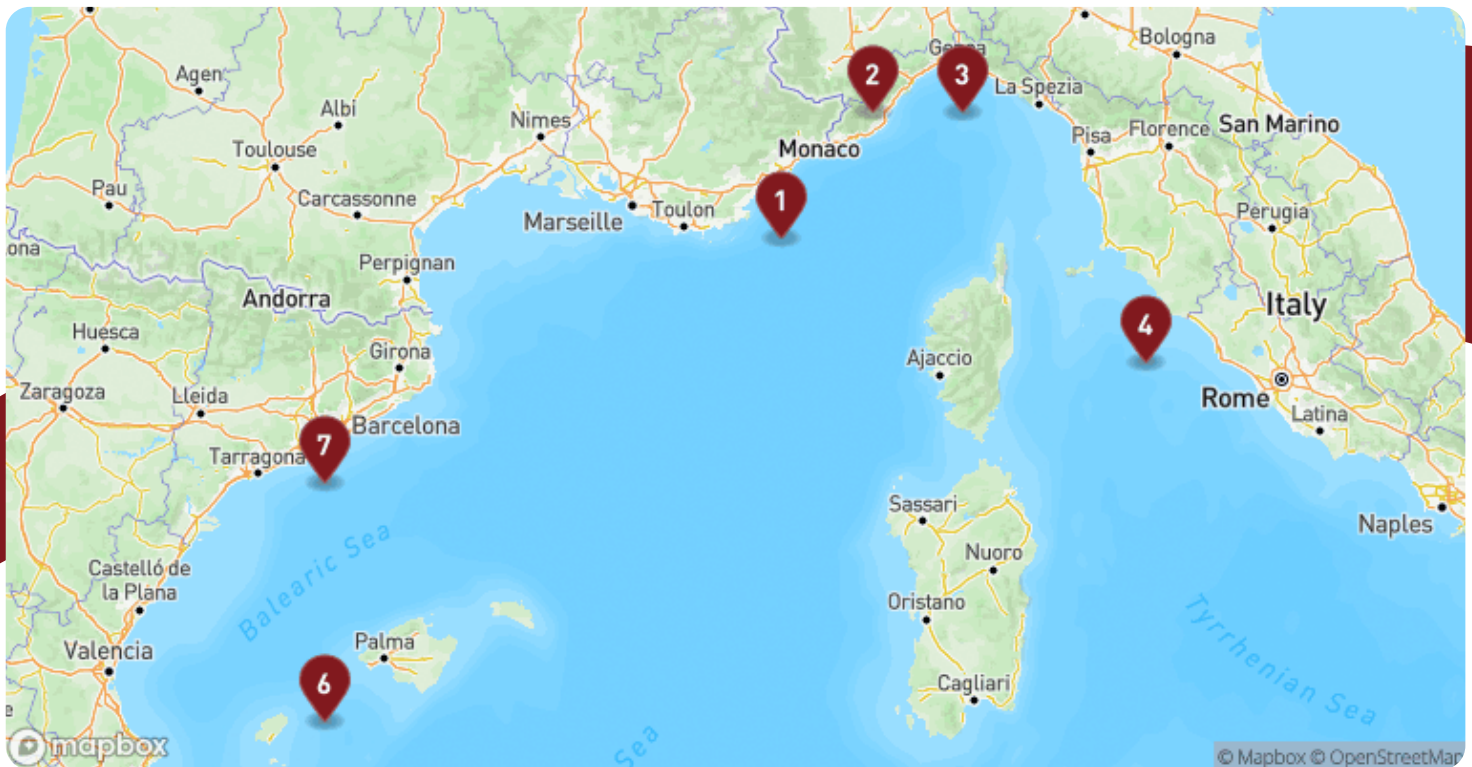 Bologna
Agen
2
Genoa
3
La Spezia
Albi
Nimes
Pisa
Florence
San Marino
Toulouse
Monaco
Pau
Carcassonne
Marseille
Toulon
1
Perugia
ona
Perpignan
Andorra
Italy
Huesca
Girona
Ajaccio
4
Zaragoza
Lleida
Rome
Latina
Barcelona
7
Tarragona
Sassari
Naples
Balearic Sea
Nuoro
Castelló de
la Plana
Oristano
Tyrrhenian Sea
Valencia
Palma
6
Cagliari
e
Sea
mapbox
© Mapbox © OpenStreetMap